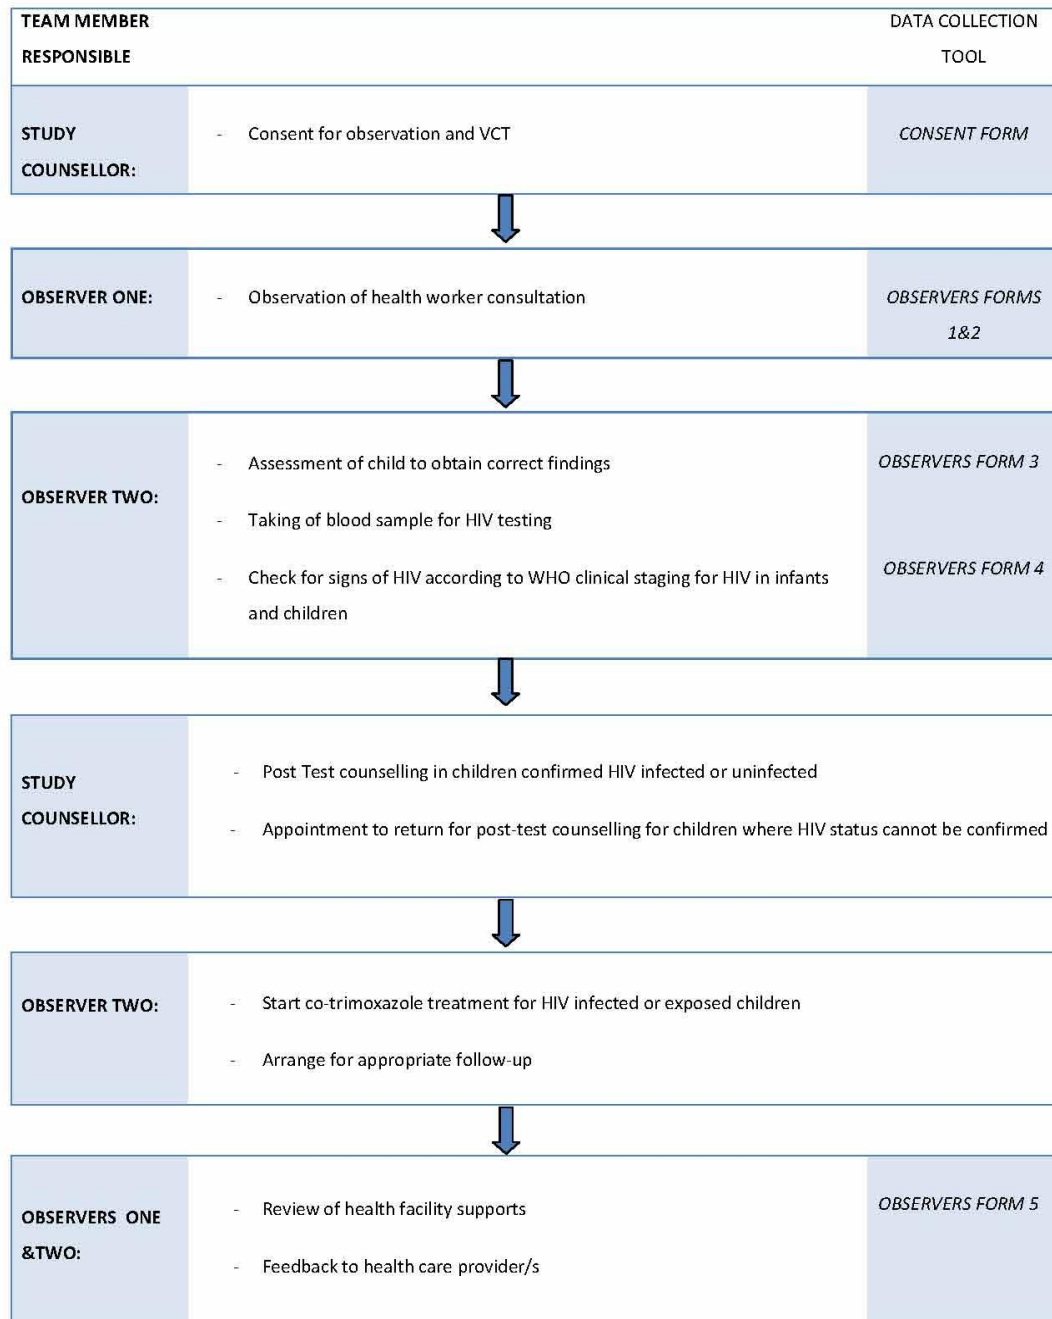 TEAM MEMBER
RESPONSIBLE
DATA COLLECTION
TOOL
STUDY
COUNSELLOR:
- Consent for observation and VCT
CONSENT FORM
OBSERVER ONE:
- Observation of health worker consultation
OBSERVERS FORMS
1&2
OBSERVER TWO:
- Assessment of child to obtain correct findings
- Taking of blood sample for HIV testing
- Check for signs of HIV according to WHO clinical staging for HIV in infants
and children
OBSERVERS FORM 3
OBSERVERS FORM 4
STUDY
COUNSELLOR:
- Post Test counselling in children confirmed HIV infected or uninfected
- Appointment to return for post-test counselling for children where HIV status cannot be confirmed
OBSERVER TWO:
- Start co-trimoxazole treatment for HIV infected or exposed children
- Arrange for appropriate follow-up
OBSERVERS ONE
&TWO:
- Review of health facility supports
- Feedback to health care provider/s
OBSERVERS FORM 5